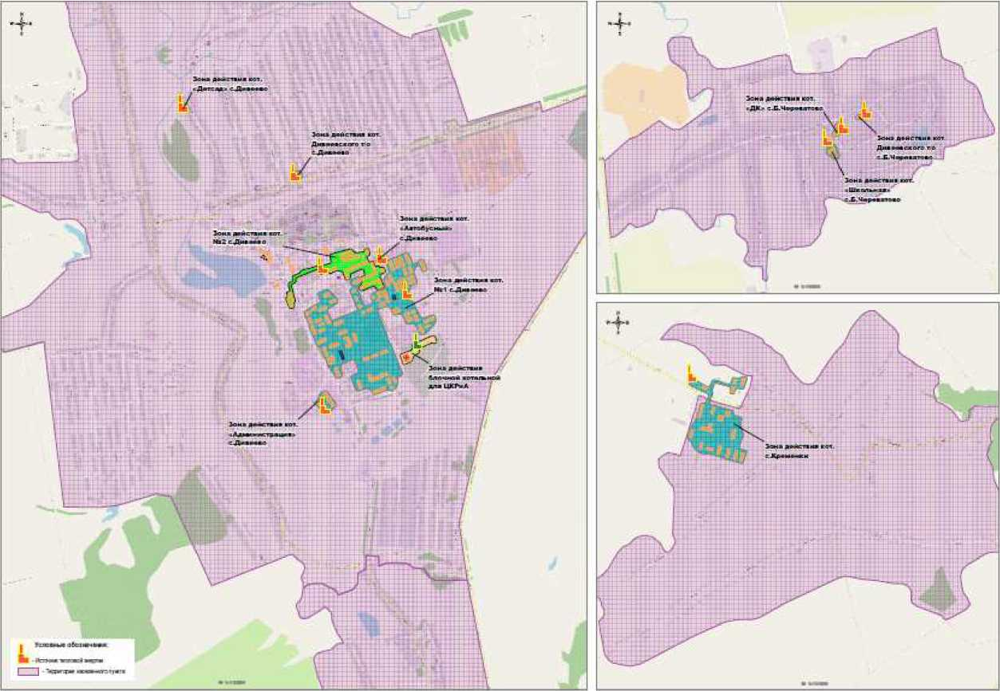 Зона действия кот.
«Детсад» с.Дивеево
Зона действия кот.
Дивеевского т/о
с.Дивеево
Зона действия кот.
«Автобусный»
с.Дивеево
Зона действия кот.
№2 с.Дивеево
Зона действия кот.
№1 с.Дивеево
Зона действия
блочной котельной
для ЦКРиА
Зона действия кот.
«Администрация»
с.Дивеево
Условные обозначения:
- Источник тепловой энергии
- Территория населенного пункта
Зона действия кот.
«ДК» с.Б.Череватово
Зона действия кот.
Дивеевского т/о
с.Б.Череватово
Зона действия кот.
«Школьная»
с.Б.Череватово
Зона действия кот.
с.Кременки